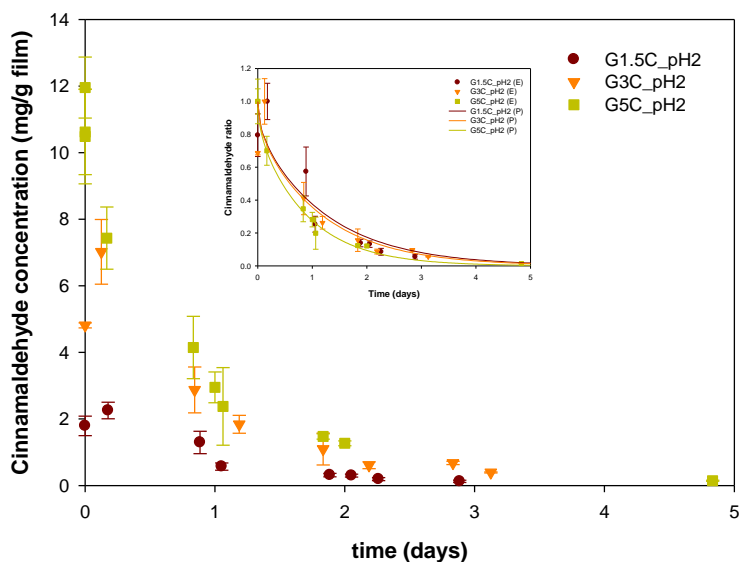 14
12
10
8
6
4
2
0
Cinnamaldehyde concentration (mg/g film)
0
1
2
3
4
5
time (days)
G1.5C_pH2
G3C_pH2
G5C_pH2
1.4
1.2
1.0
0.8
0.6
0.4
0.2
0.0
Cinnamaldehyde ratio
0
1
2
3
4
5
Time (days)
G1.5C_pH2 (E)
G3C_pH2 (E)
G5C_pH2 (E)
G1.5C_pH2 (P)
G3C_pH2 (P)
G5C_pH2 (P)